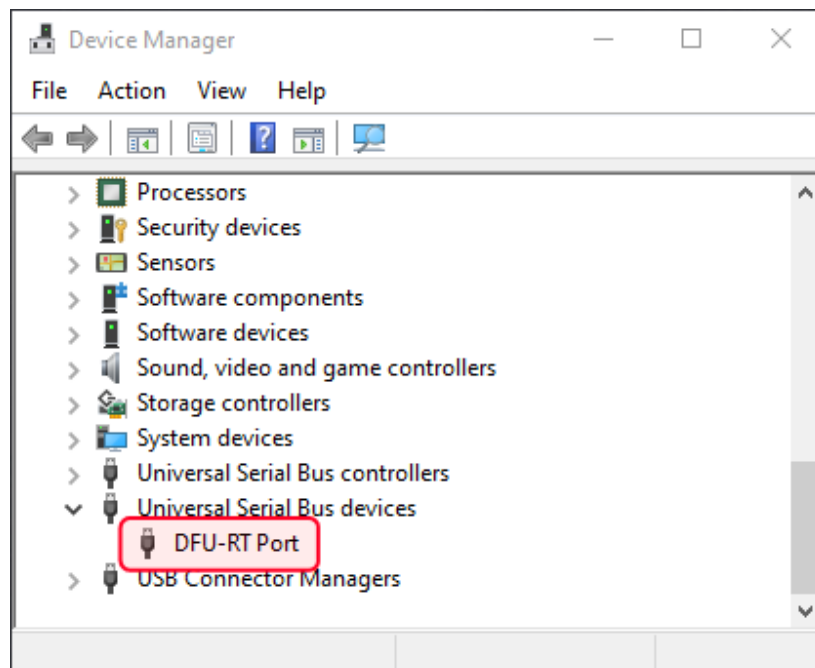 Device Manager
File Action View Help
Processors
Security devices
Sensors
Software components
Software devices
Sound, video and game controllers
Storage controllers
System devices
Universal Serial Bus controllers
Universal Serial Bus devices
DFU-RT Port
USB Connector Managers